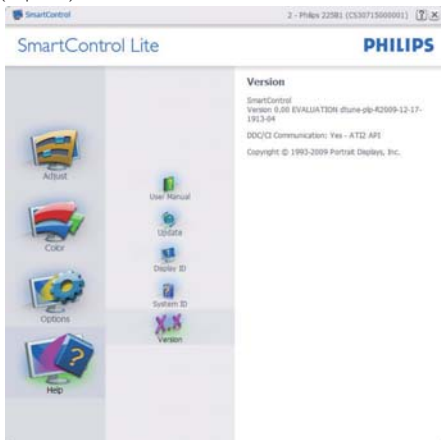 SmartControl
2 - Philips 225B1 (CS30715000001)
SmartControl Lite
PHILIPS
Version
SmartControl
Version 0.00 EVALUATION dtune-plp-R2009-12-17-
1913-04
DDC/CI Communication: Yes - ATI2 API
Copyright © 1993-2009 Portrait Displays, Inc.
Adjust
Color
Options
Help
User Manual
Update
Display ID
System ID
X.X
Version